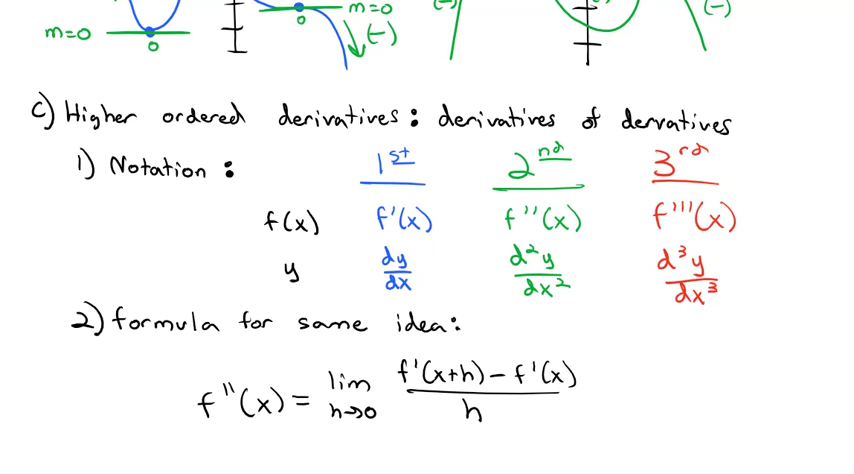 m=0
(-)
m=0
0
0
(-)
(-)
c) Higher ordered derivatives: derivatives of dervatives
1) Notation: 1st 2nd 3rd
f(x) f'(x) f''(x) f'''(x)
y dy/dx d²y/dx² d³y/dx³
2) formula for same idea:
f''(x) = lim h→0 f'(x+h) - f'(x) / h